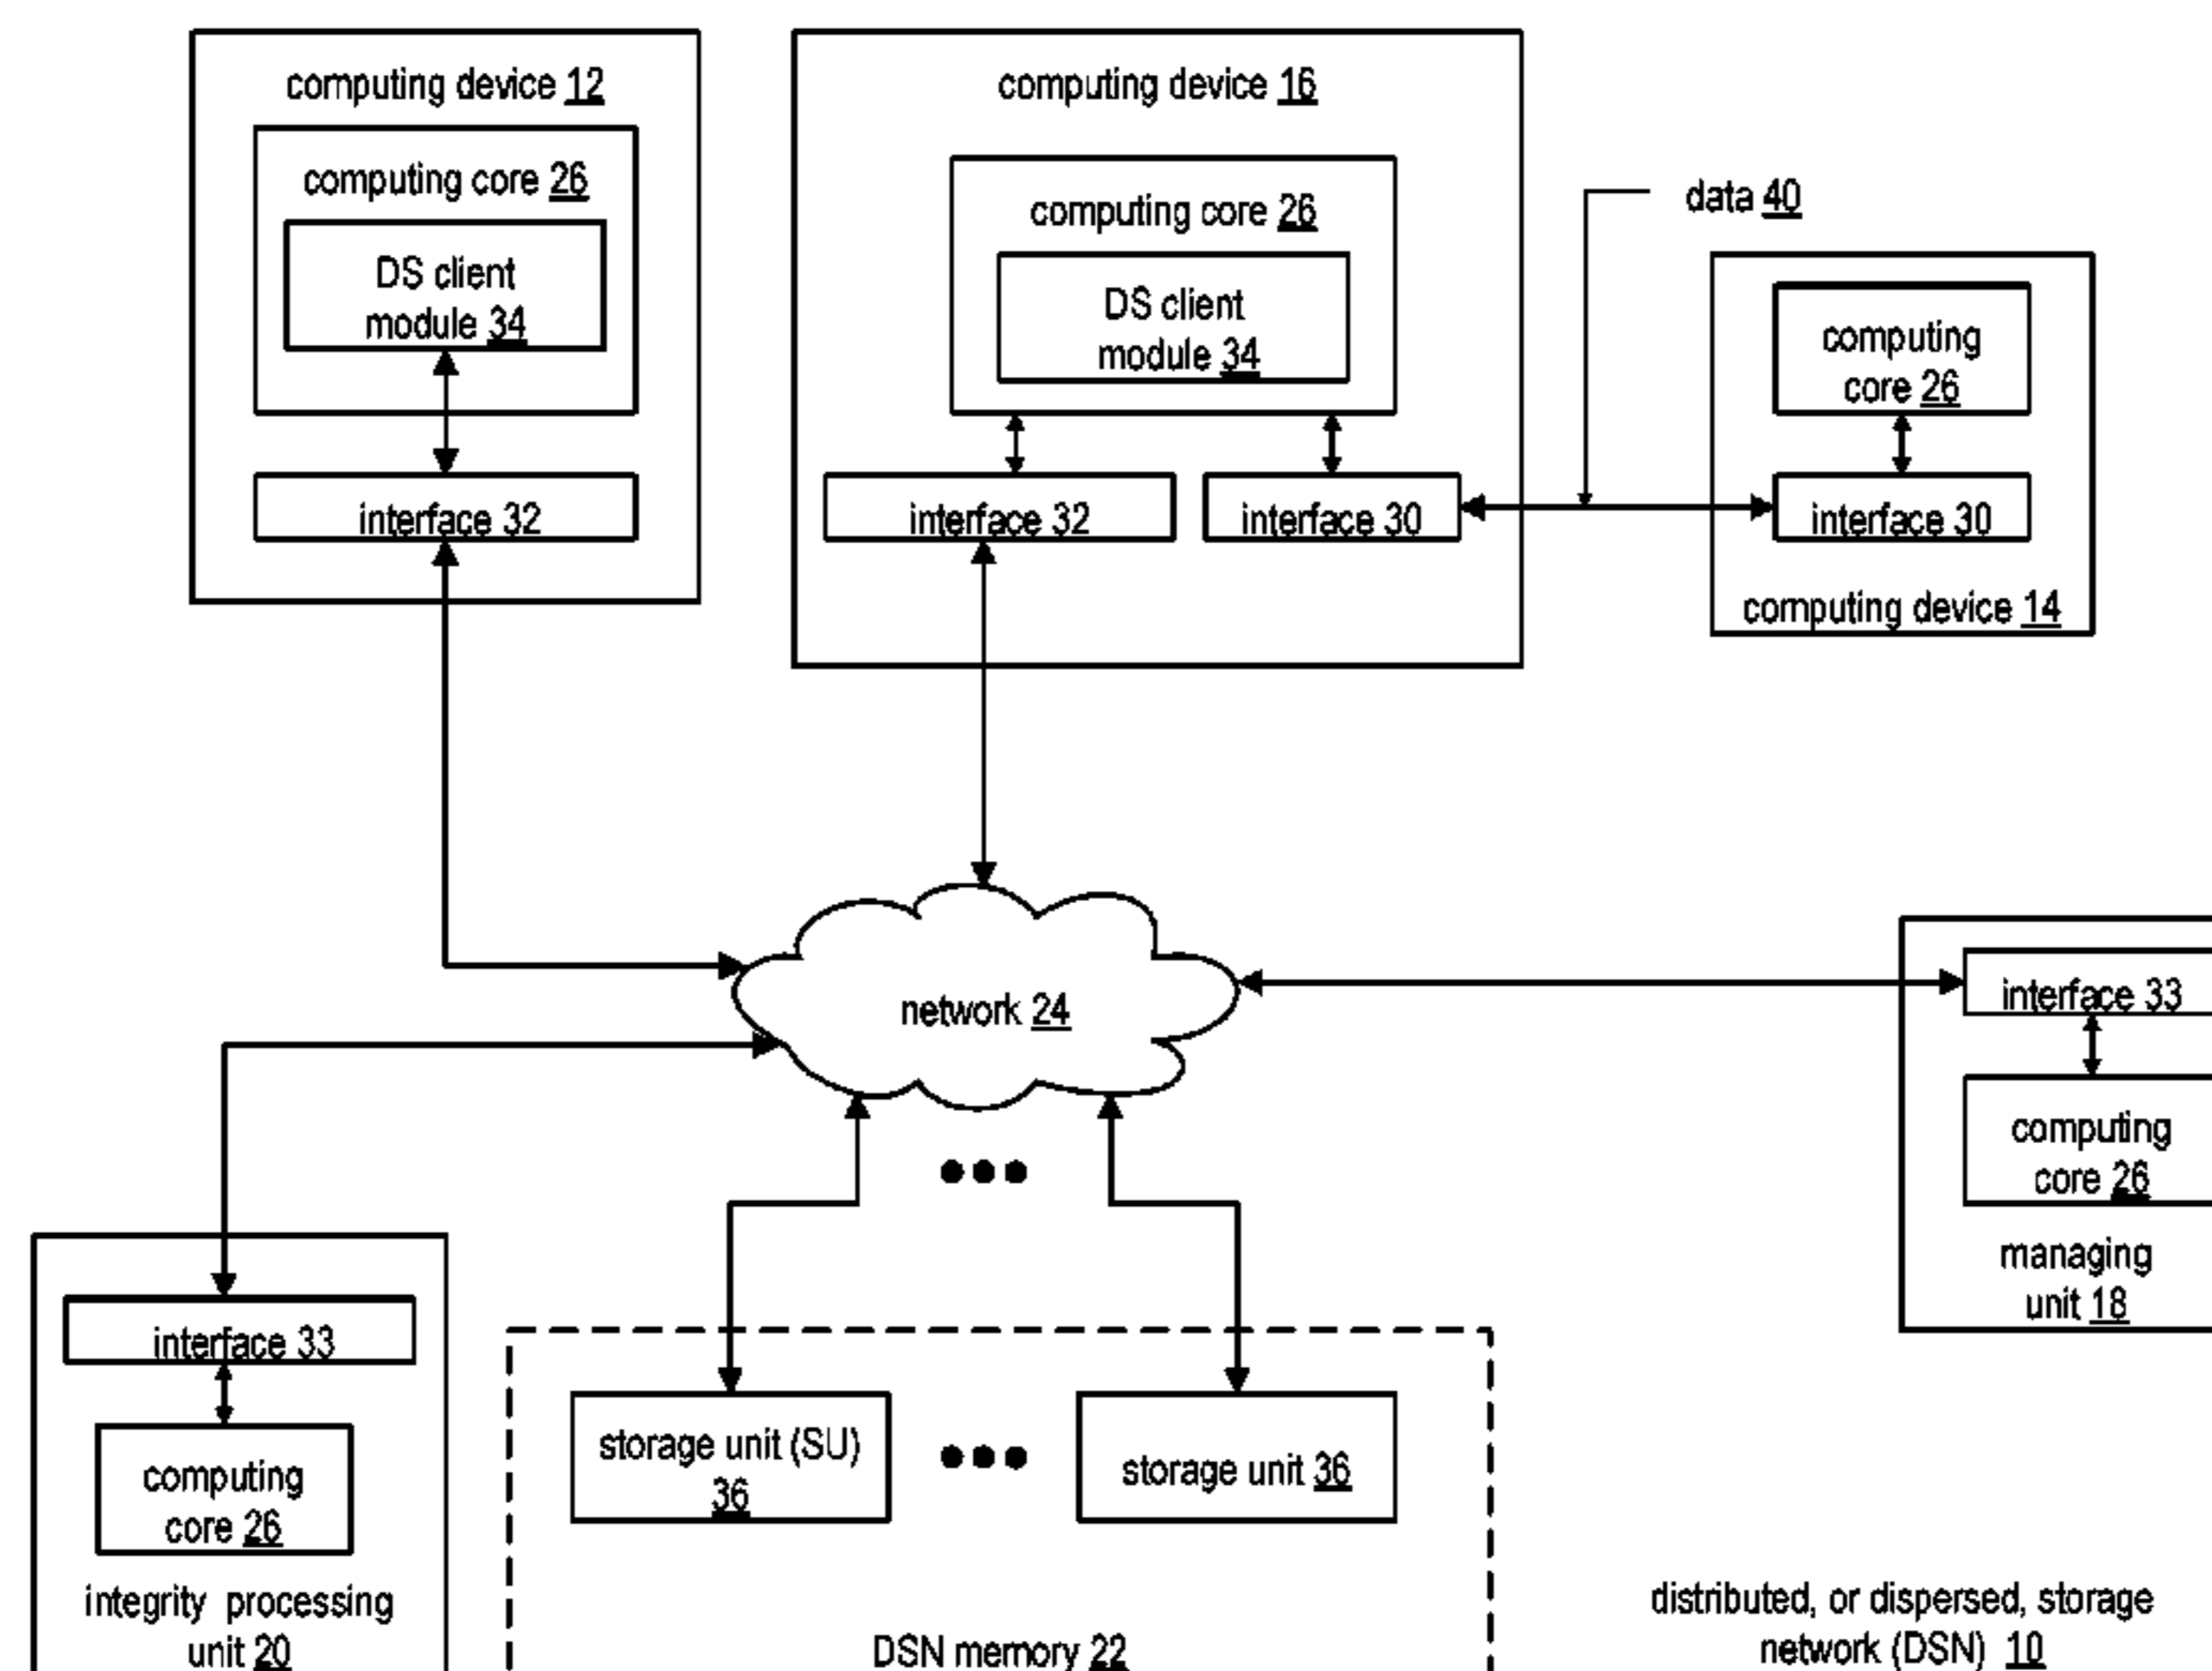 computing device 12
computing core 26
DS client
module 34
interface 32
computing device 16
computing core 26
DS client
module 34
interface 32
interface 30
data 40
computing
core 26
interface 30
computing device 14
network 24
interface 33
computing
core 26
managing
unit 18
interface 33
computing
core 26
integrity processing
unit 20
storage unit (SU)
36
storage unit 36
DSN memory 22
distributed, or dispersed, storage
network (DSN) 10